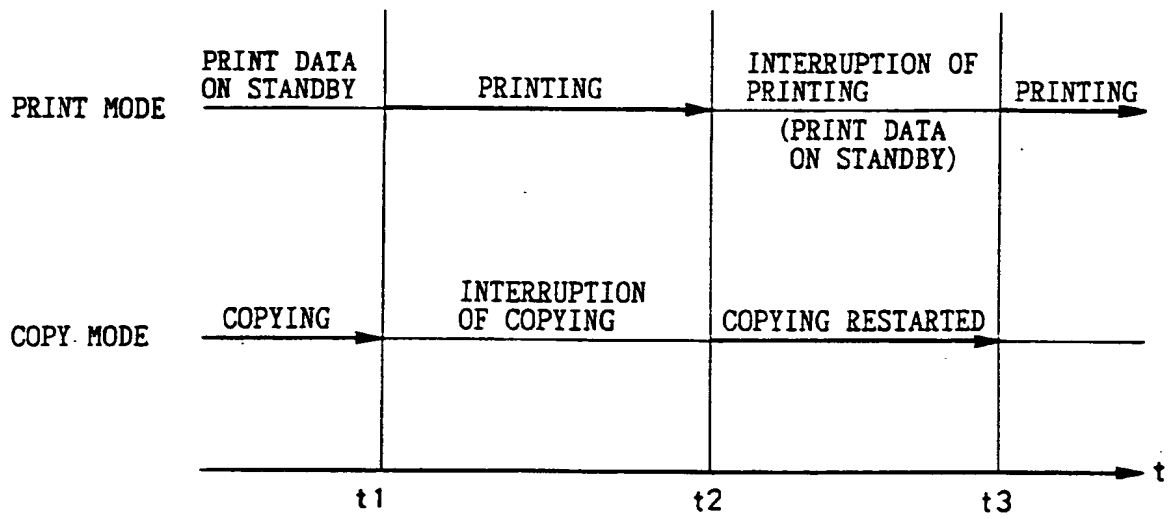 PRINT DATA
ON STANDBY
PRINTING
INTERRUPTION OF
PRINTING
PRINTING
PRINT MODE
(PRINT DATA
ON STANDBY)
COPYING
INTERRUPTION
OF COPYING
COPYING RESTARTED
COPY MODE
t
t1
t2
t3